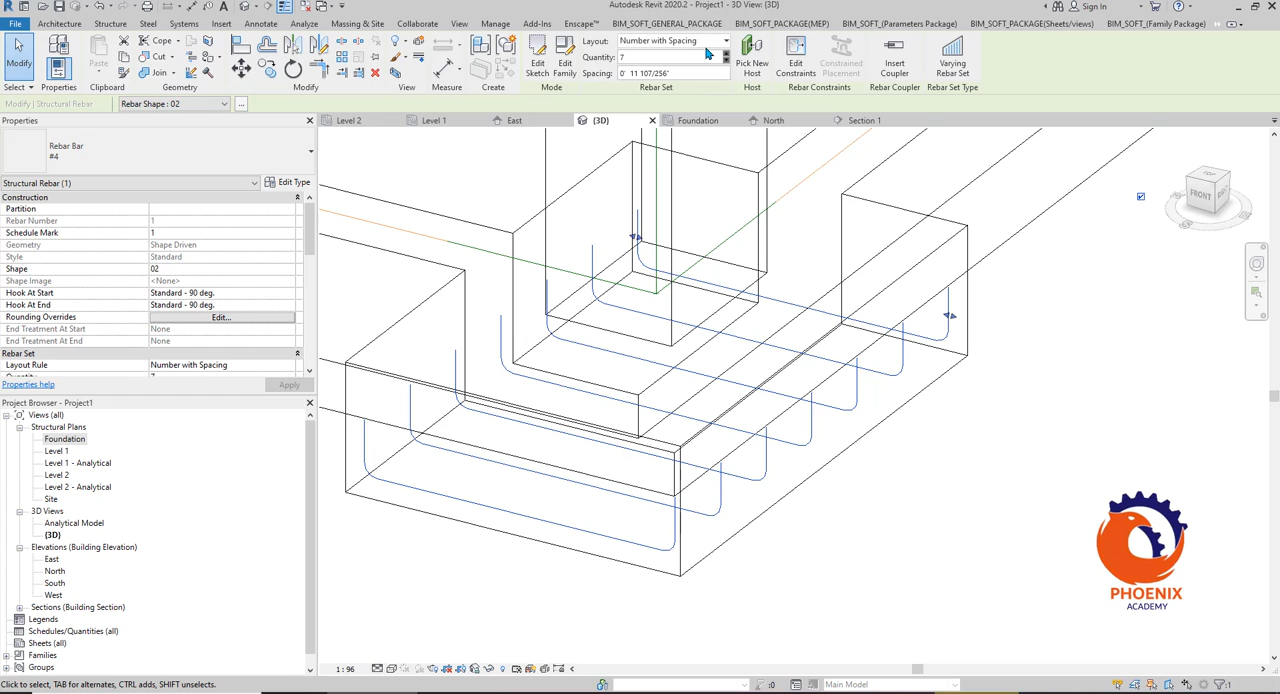 Autodesk Revit 2020.2 - Project1 - 3D View: {3D}
Sign In
File
Architecture
Structure
Steel
Systems
Insert
Annotate
Analyze
Massing & Site
Collaborate
View
Manage
Add-Ins
Enscape™
BIM_SOFT_GENERAL_PACKAGE
BIM_SOFT_PACKAGE(MEP)
BIM_SOFT_(Parameters Package)
BIM_SOFT_PACKAGE(Sheets/views)
BIM_SOFT_(Family Package)
Modify
Paste
Cope
Cut
Join
Edit Sketch
Edit Family
Layout: Number with Spacing
Quantity: 7
Spacing: 0' 11 107/256"
Pick New Host
Edit Constraints
Constrained Placement
Insert Coupler
Varying Rebar Set
Select
Properties
Clipboard
Geometry
Modify
View
Measure
Create
Mode
Rebar Set
Host
Rebar Constraints
Rebar Coupler
Rebar Set Type
Modify | Structural Rebar
Rebar Shape : 02
...
Properties
Level 2
Level 1
East
{3D}
Foundation
North
Section 1
Rebar Bar
#4
Structural Rebar (1)
Edit Type
Construction
Partition
Rebar Number 1
Schedule Mark 1
Geometry Shape Driven
Style Standard
Shape 02
Shape Image <None>
Hook At Start Standard - 90 deg.
Hook At End Standard - 90 deg.
Rounding Overrides Edit...
End Treatment At Start None
End Treatment At End None
Rebar Set
Layout Rule Number with Spacing
Properties help
Apply
Project Browser - Project1
Views (all)
Structural Plans
Foundation
Level 1
Level 1 - Analytical
Level 2
Level 2 - Analytical
Site
3D Views
Analytical Model
{3D}
Elevations (Building Elevation)
East
North
South
West
Sections (Building Section)
Legends
Schedules/Quantities (all)
Sheets (all)
Families
Groups
TOP
FRONT
PHOENIX
ACADEMY
1 : 96
Click to select, TAB for alternates, CTRL adds, SHIFT unselects.
:0
Main Model
:1